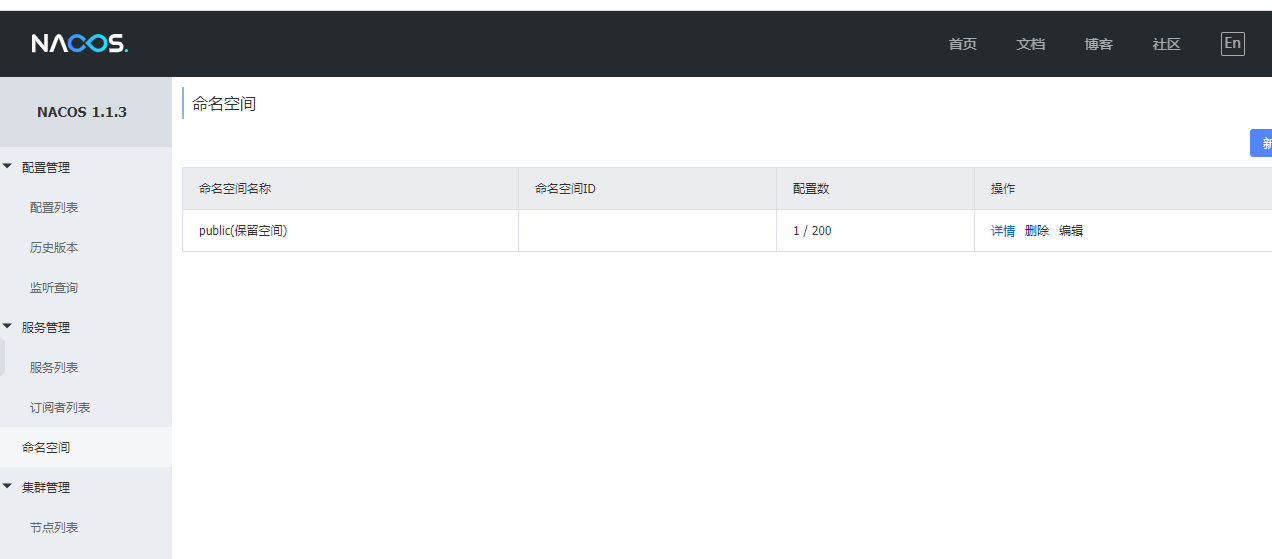 NACOS.
首页 文档 博客 社区 En
NACOS 1.1.3
配置管理
配置列表
历史版本
监听查询
服务管理
服务列表
订阅者列表
命名空间
集群管理
节点列表
命名空间
新
命名空间名称 命名空间ID 配置数 操作
public(保留空间) 1 / 200 详情 删除 编辑